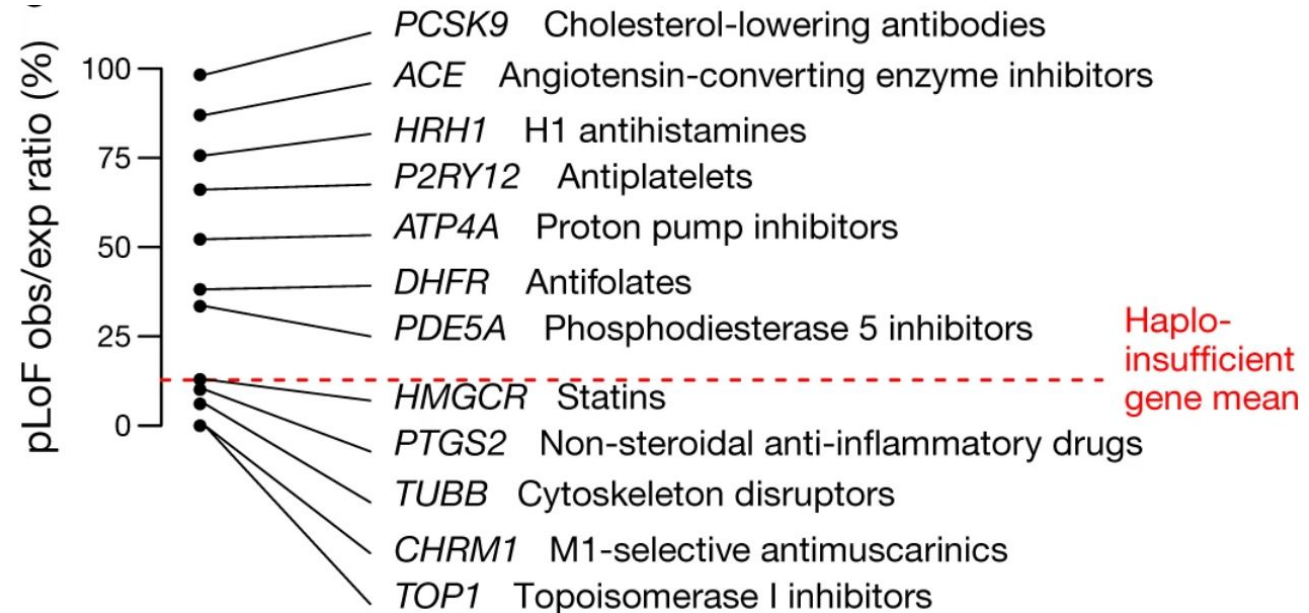 pLoF obs/exp ratio (%)
100
75
50
25
0
PCSK9 Cholesterol-lowering antibodies
ACE Angiotensin-converting enzyme inhibitors
HRH1 H1 antihistamines
P2RY12 Antiplatelets
ATP4A Proton pump inhibitors
DHFR Antifolates
PDE5A Phosphodiesterase 5 inhibitors
HMGCR Statins
PTGS2 Non-steroidal anti-inflammatory drugs
TUBB Cytoskeleton disruptors
CHRM1 M1-selective antimuscarinics
TOP1 Topoisomerase I inhibitors
Haplo-
insufficient
gene mean